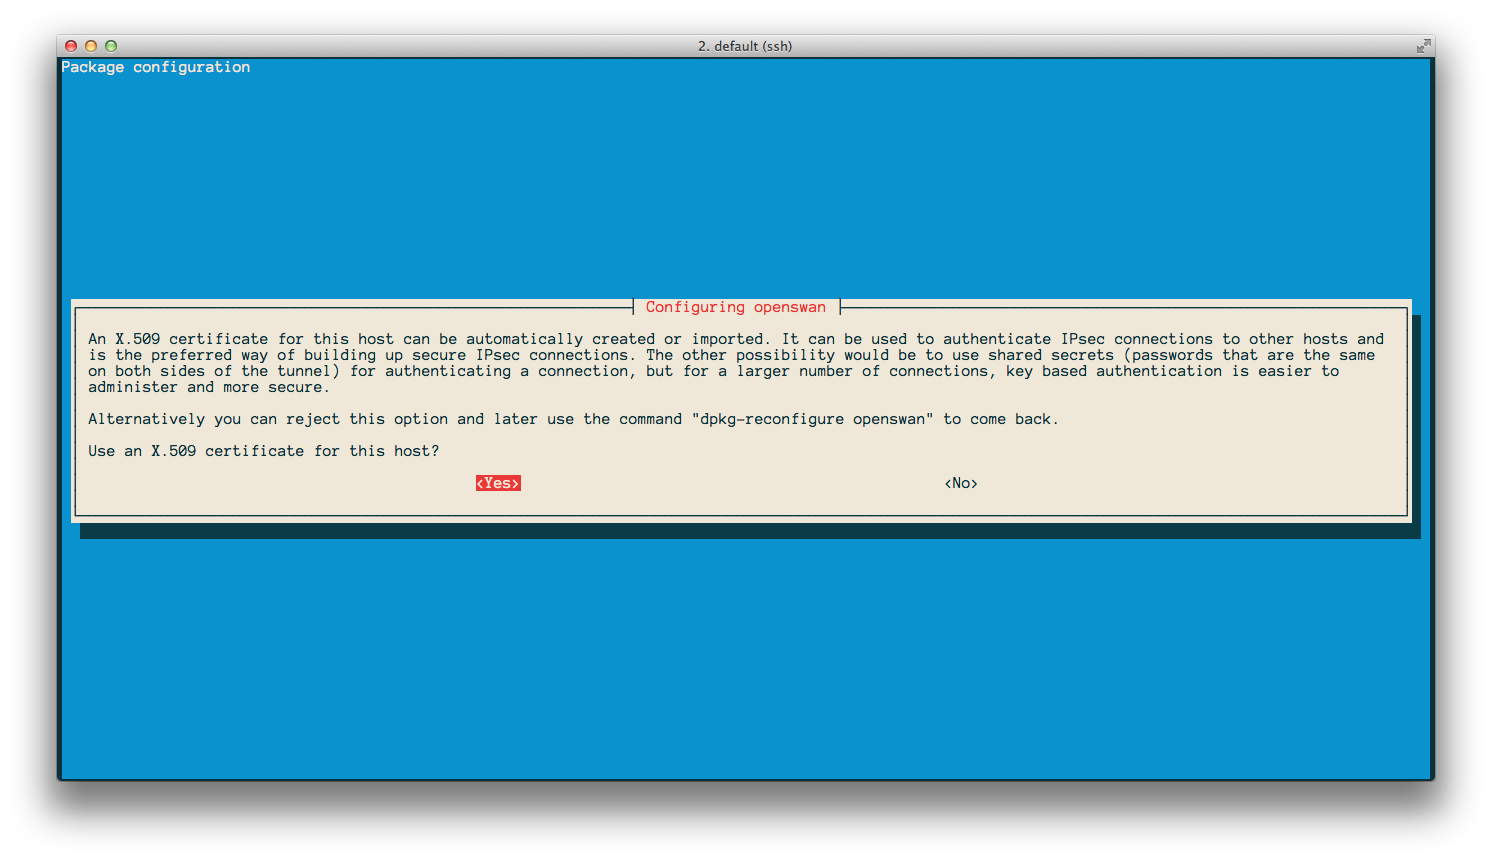 2. default (ssh)
Package configuration
Configuring openswan
An X.509 certificate for this host can be automatically created or imported. It can be used to authenticate IPsec connections to other hosts and
is the preferred way of building up secure IPsec connections. The other possibility would be to use shared secrets (passwords that are the same
on both sides of the tunnel) for authenticating a connection, but for a larger number of connections, key based authentication is easier to
administer and more secure.
Alternatively you can reject this option and later use the command "dpkg-reconfigure openswan" to come back.
Use an X.509 certificate for this host?
<Yes> <No>